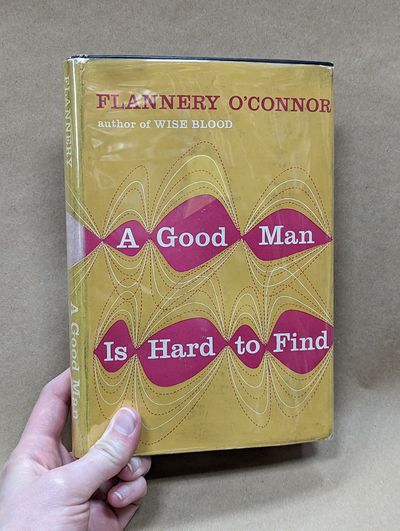 FLANNERY O'CONNOR
author of WISE BLOOD
A Good Man
Is Hard to Find
FLANNERY
A Good Man